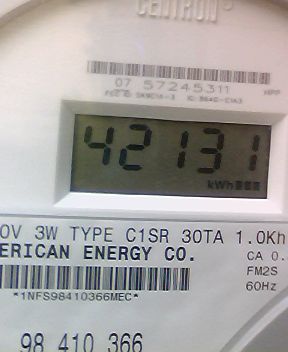 CENTRON®
07 57245311
42131
kWh
0V 3W TYPE C1SR 30TA 1.0Kh
ERICAN ENERGY CO.
CA 0.
FM2S
*1NFS98410366MEC*
60Hz
98 410 366